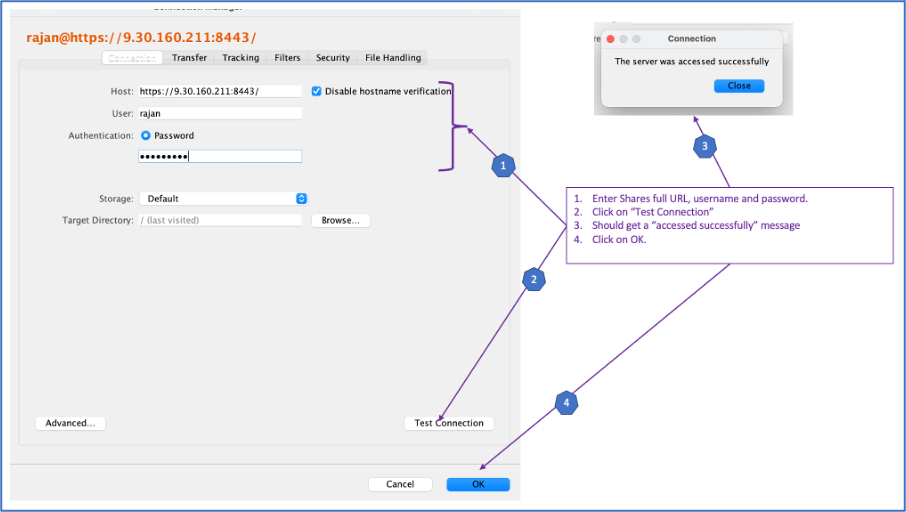 Connection Manager
rajan@https://9.30.160.211:8443/
Connection Transfer Tracking Filters Security File Handling
Host: https://9.30.160.211:8443/ Disable hostname verification
User: rajan
Authentication: Password
•••••••••
Storage: Default
Target Directory: / (last visited) Browse...
Advanced... Test Connection
Cancel OK
Connection
The server was accessed successfully
Close
1
2
3
4
1. Enter Shares full URL, username and password.
2. Click on “Test Connection”
3. Should get a “accessed successfully” message
4. Click on OK.